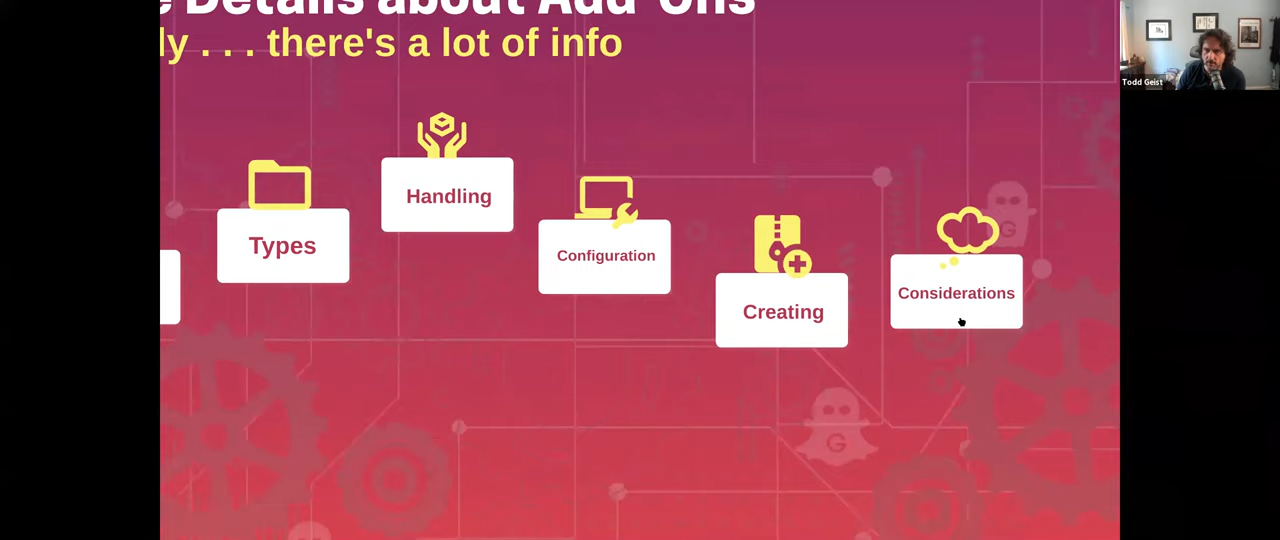 Details about Add-Ons
ly . . . there's a lot of info
Todd Geist
Handling
Types
Configuration
Considerations
Creating
G
G